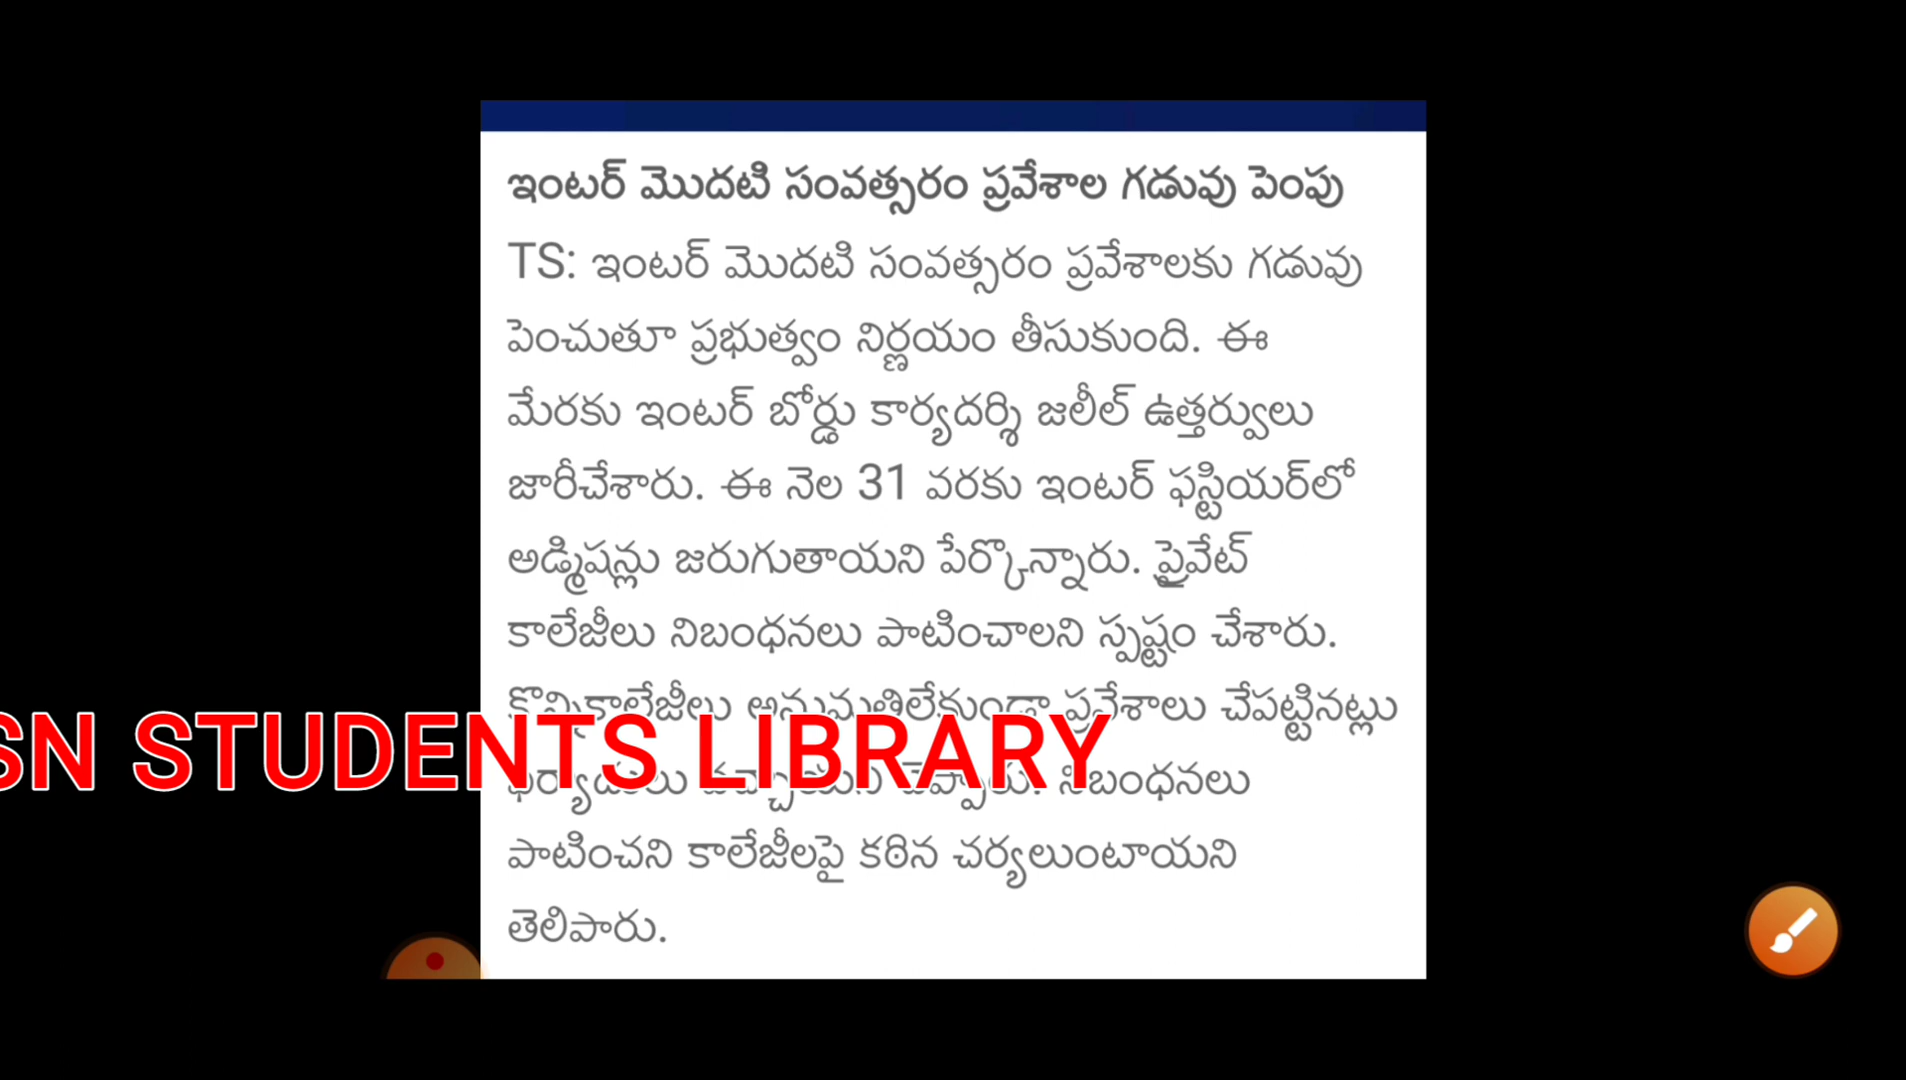 ఇంటర్ మొదటి సంవత్సరం ప్రవేశాల గడువు పెంపు
TS: ఇంటర్ మొదటి సంవత్సరం ప్రవేశాలకు గడువు
పెంచుతూ ప్రభుత్వం నిర్ణయం తీసుకుంది. ఈ
మేరకు ఇంటర్ బోర్డు కార్యదర్శి జలీల్ ఉత్తర్వులు
జారీచేశారు. ఈ నెల 31 వరకు ఇంటర్ ఫస్టియర్‌లో
అడ్మిషన్లు జరుగుతాయని పేర్కొన్నారు. ప్రైవేట్
కాలేజీలు నిబంధనలు పాటించాలని స్పష్టం చేశారు.
కొన్నికాలేజీలు అనుమతిలేకుండా ప్రవేశాలు చేపట్టినట్లు
SN STUDENTS LIBRARY
నిబంధనలు
పాటించని కాలేజీలపై కఠిన చర్యలుంటాయని
తెలిపారు.